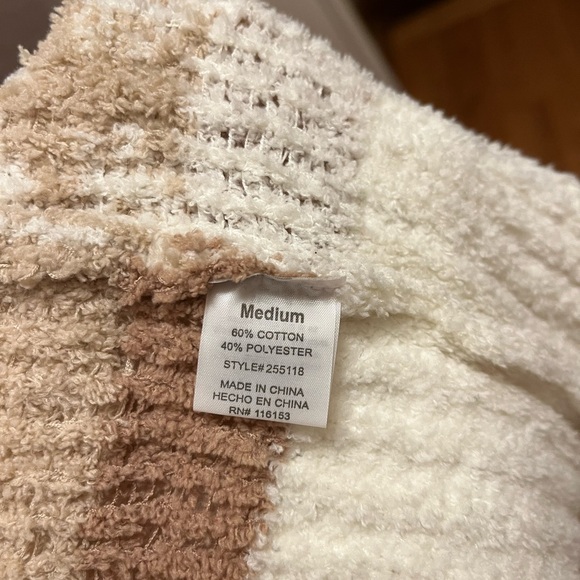 Medium
60% COTTON
40% POLYESTER
STYLE#255118
MADE IN CHINA
HECHO EN CHINA
RN# 116153